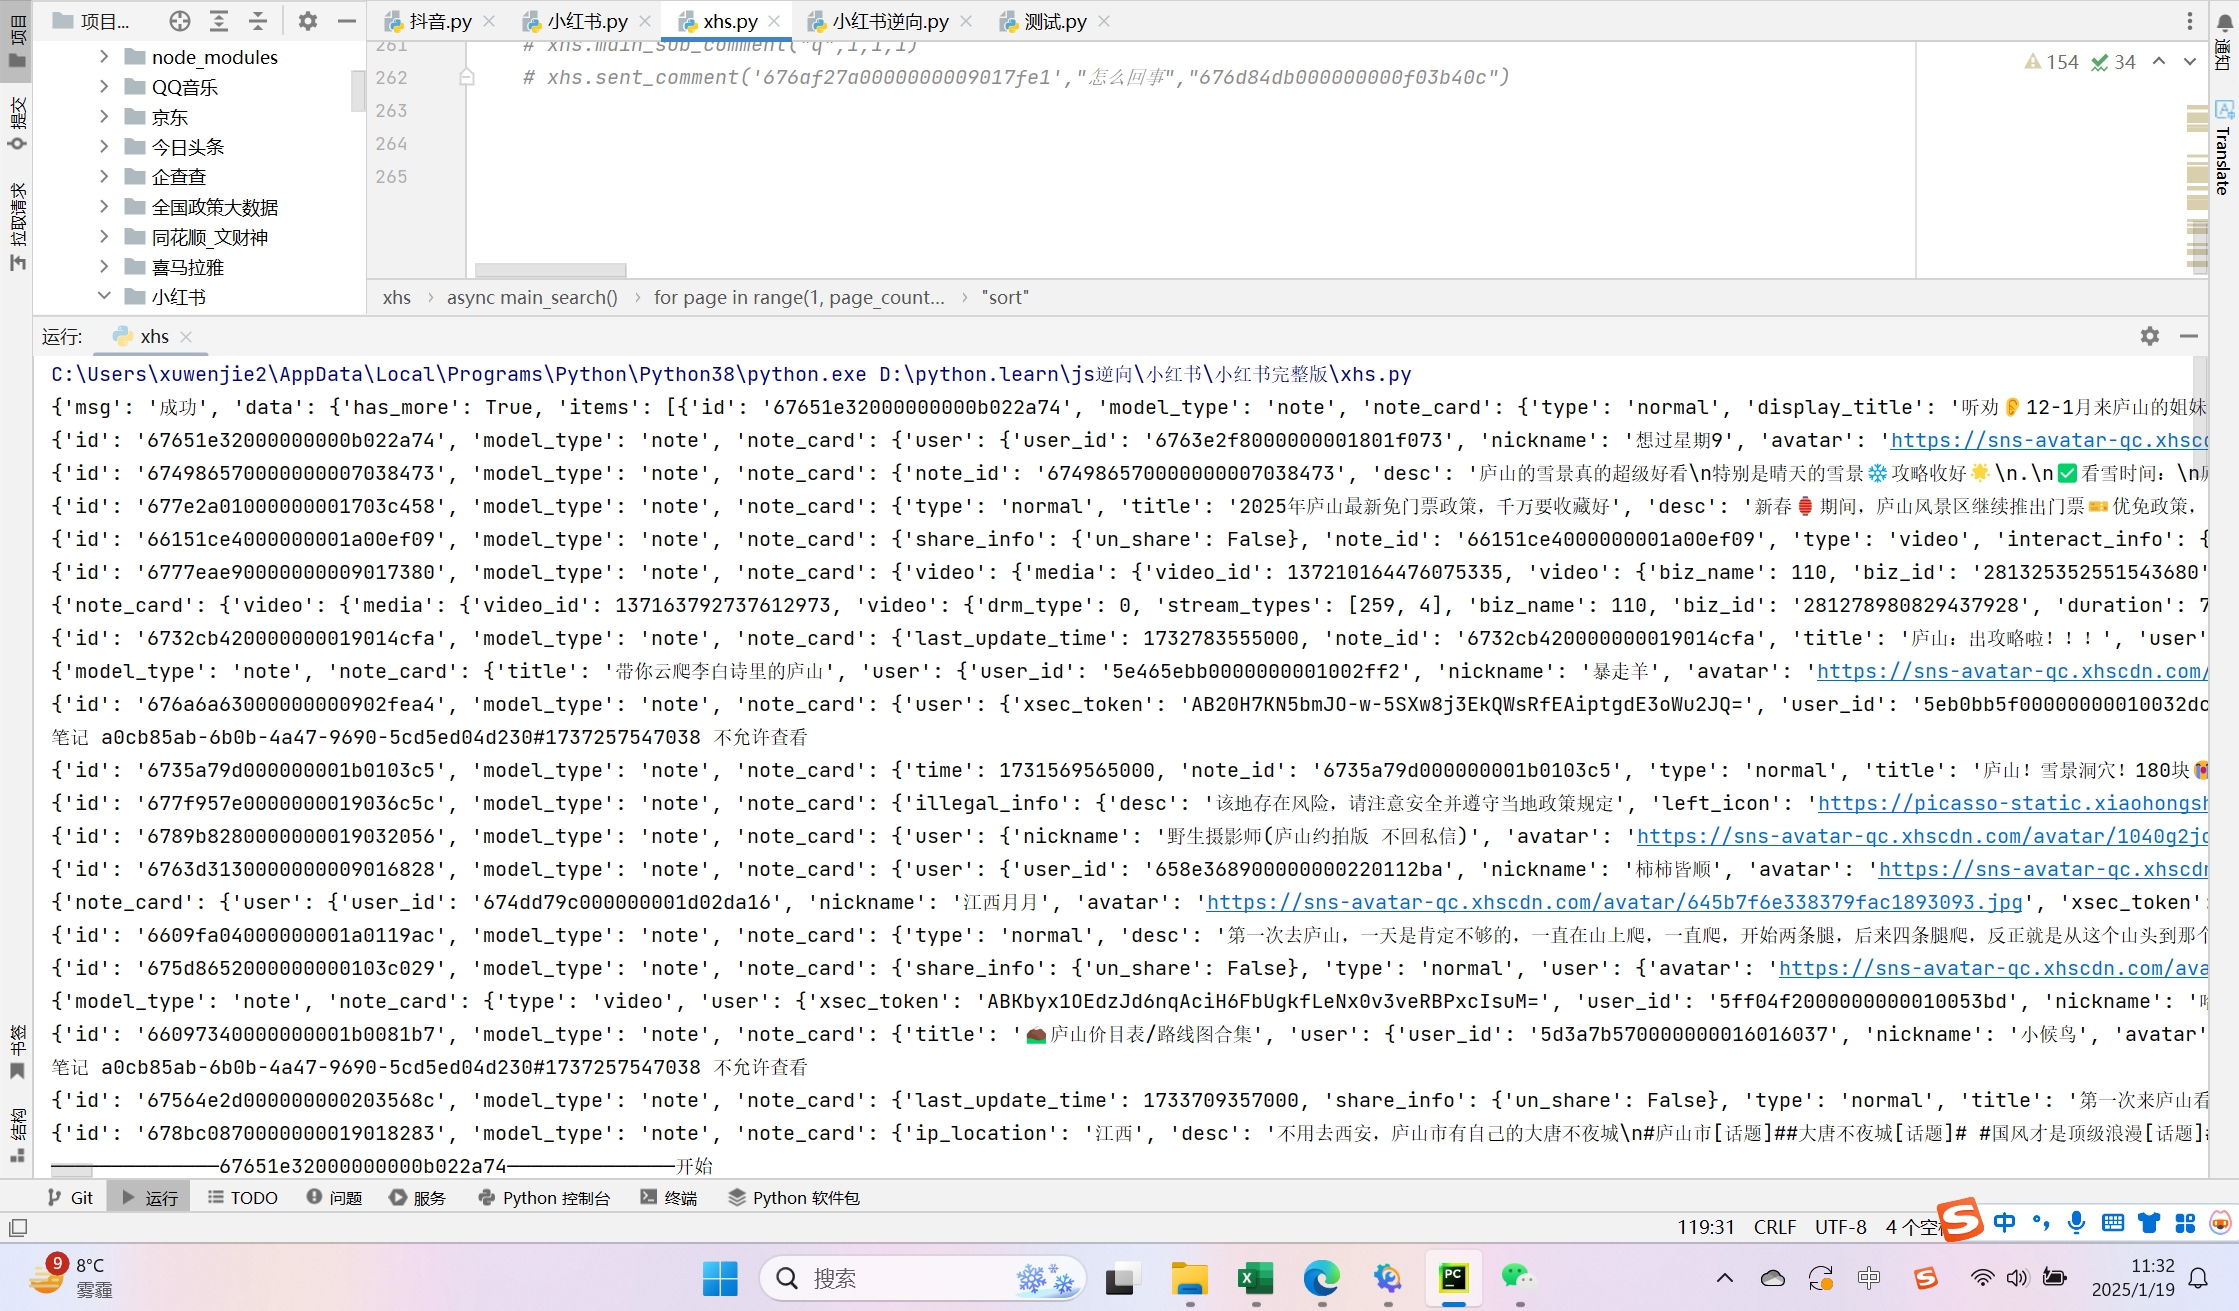 项目...
抖音.py
小红书.py
xhs.py
小红书逆向.py
测试.py
项目
提交
拉取请求
书签
结构
通知
Translate
node_modules
QQ音乐
京东
今日头条
企查查
全国政策大数据
同花顺_文财神
喜马拉雅
小红书
154 34
261 # xhs.main_sub_comment("q",1,1,1)
262 # xhs.sent_comment('676af27a0000000009017fe1',"怎么回事","676d84db000000000f03b40c")
263
264
265
xhs › async main_search() › for page in range(1, page_count... › "sort"
运行: xhs
C:\Users\xuwenjie2\AppData\Local\Programs\Python\Python38\python.exe D:\python.learn\js逆向\小红书\小红书完整版\xhs.py
{'msg': '成功', 'data': {'has_more': True, 'items': [{'id': '67651e32000000000b022a74', 'model_type': 'note', 'note_card': {'type': 'normal', 'display_title': '听劝👂12-1月来庐山的姐妹
{'id': '67651e32000000000b022a74', 'model_type': 'note', 'note_card': {'user': {'user_id': '6763e2f8000000001801f073', 'nickname': '想过星期9', 'avatar': 'https://sns-avatar-qc.xhscd
{'id': '674986570000000007038473', 'model_type': 'note', 'note_card': {'note_id': '674986570000000007038473', 'desc': '庐山的雪景真的超级好看\n特别是晴天的雪景❄️攻略收好🌟\n.\n✅看雪时间：\n
{'id': '677e2a01000000001703c458', 'model_type': 'note', 'note_card': {'type': 'normal', 'title': '2025年庐山最新免门票政策，千万要收藏好', 'desc': '新春🏮期间，庐山风景区继续推出门票🎫优免政策，
{'id': '66151ce4000000001a00ef09', 'model_type': 'note', 'note_card': {'share_info': {'un_share': False}, 'note_id': '66151ce4000000001a00ef09', 'type': 'video', 'interact_info': {
{'id': '6777eae90000000009017380', 'model_type': 'note', 'note_card': {'video': {'media': {'video_id': 137210164476075335, 'video': {'biz_name': 110, 'biz_id': '281325352551543680'
{'note_card': {'video': {'media': {'video_id': 137163792737612973, 'video': {'drm_type': 0, 'stream_types': [259, 4], 'biz_name': 110, 'biz_id': '281278980829437928', 'duration': 7
{'id': '6732cb420000000019014cfa', 'model_type': 'note', 'note_card': {'last_update_time': 1732783555000, 'note_id': '6732cb420000000019014cfa', 'title': '庐山：出攻略啦！！！', 'user'
{'model_type': 'note', 'note_card': {'title': '带你云爬李白诗里的庐山', 'user': {'user_id': '5e465ebb0000000001002ff2', 'nickname': '暴走羊', 'avatar': 'https://sns-avatar-qc.xhscdn.com/
{'id': '676a6a63000000000902fea4', 'model_type': 'note', 'note_card': {'user': {'xsec_token': 'AB20H7KN5bmJO-w-5SXw8j3EkQWsRfEAiptgdE3oWu2JQ=', 'user_id': '5eb0bb5f00000000010032dc
笔记 a0cb85ab-6b0b-4a47-9690-5cd5ed04d230#1737257547038 不允许查看
{'id': '6735a79d000000001b0103c5', 'model_type': 'note', 'note_card': {'time': 1731569565000, 'note_id': '6735a79d000000001b0103c5', 'type': 'normal', 'title': '庐山！雪景洞穴！180块😭
{'id': '677f957e0000000019036c5c', 'model_type': 'note', 'note_card': {'illegal_info': {'desc': '该地存在风险，请注意安全并遵守当地政策规定', 'left_icon': 'https://picasso-static.xiaohongsh
{'id': '6789b8280000000019032056', 'model_type': 'note', 'note_card': {'user': {'nickname': '野生摄影师(庐山约拍版 不回私信)', 'avatar': 'https://sns-avatar-qc.xhscdn.com/avatar/1040g2jo
{'id': '6763d3130000000009016828', 'model_type': 'note', 'note_card': {'user': {'user_id': '658e368900000000220112ba', 'nickname': '柿柿皆顺', 'avatar': 'https://sns-avatar-qc.xhscdn
{'note_card': {'user': {'user_id': '674dd79c000000001d02da16', 'nickname': '江西月月', 'avatar': 'https://sns-avatar-qc.xhscdn.com/avatar/645b7f6e338379fac1893093.jpg', 'xsec_token':
{'id': '6609fa04000000001a0119ac', 'model_type': 'note', 'note_card': {'type': 'normal', 'desc': '第一次去庐山，一天是肯定不够的，一直在山上爬，一直爬，开始两条腿，后来四条腿爬，反正就是从这个山头到那个
{'id': '675d8652000000000103c029', 'model_type': 'note', 'note_card': {'share_info': {'un_share': False}, 'type': 'normal', 'user': {'avatar': 'https://sns-avatar-qc.xhscdn.com/ava
{'model_type': 'note', 'note_card': {'type': 'video', 'user': {'xsec_token': 'ABKbyx1OEdzJd6nqAciH6FbUgkfLeNx0v3veRBPxcIsuM=', 'user_id': '5ff04f2000000000010053bd', 'nickname': '
{'id': '66097340000000001b0081b7', 'model_type': 'note', 'note_card': {'title': '⛰️庐山价目表/路线图合集', 'user': {'user_id': '5d3a7b570000000016016037', 'nickname': '小候鸟', 'avatar'
笔记 a0cb85ab-6b0b-4a47-9690-5cd5ed04d230#1737257547038 不允许查看
{'id': '67564e2d000000000203568c', 'model_type': 'note', 'note_card': {'last_update_time': 1733709357000, 'share_info': {'un_share': False}, 'type': 'normal', 'title': '第一次来庐山看
{'id': '678bc0870000000019018283', 'model_type': 'note', 'note_card': {'ip_location': '江西', 'desc': '不用去西安，庐山市有自己的大唐不夜城\n#庐山市[话题]##大唐不夜城[话题]# #国风才是顶级浪漫[话题]#
——————————————67651e32000000000b022a74——————————————开始
Git 运行 TODO 问题 服务 Python 控制台 终端 Python 软件包
119:31 CRLF UTF-8 4 个空 中
9 8°C
雾霾
搜索
中
11:32
2025/1/19